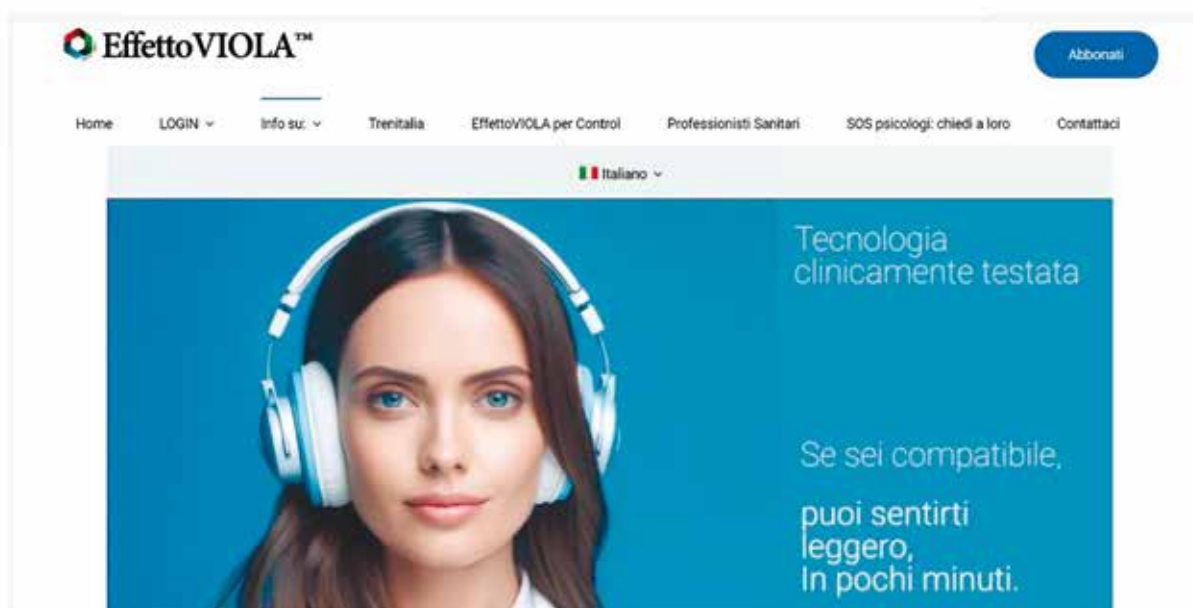 EffettoVIOLA™
Abbonati
Home LOGIN Info su: Trenitalia EffettoVIOLA per Control Professionisti Sanitari SOS psicologi: chiedi a loro Contattaci
Italiano
Tecnologia
clinicamente testata
Se sei compatibile,
puoi sentirti
leggero,
In pochi minuti.